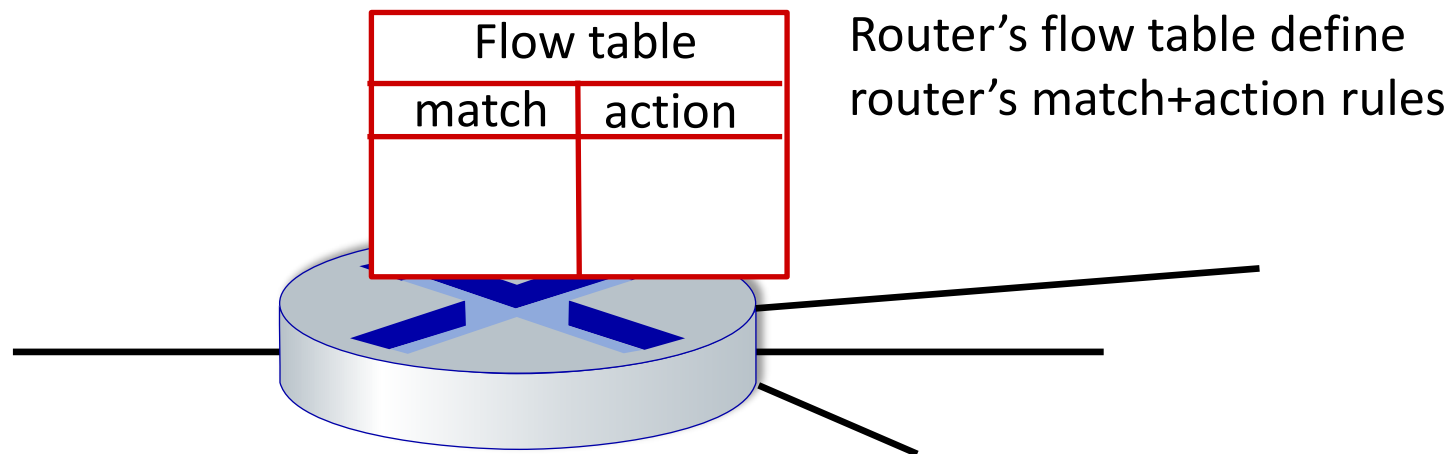 Flow table
match action
Router’s flow table define
router’s match+action rules